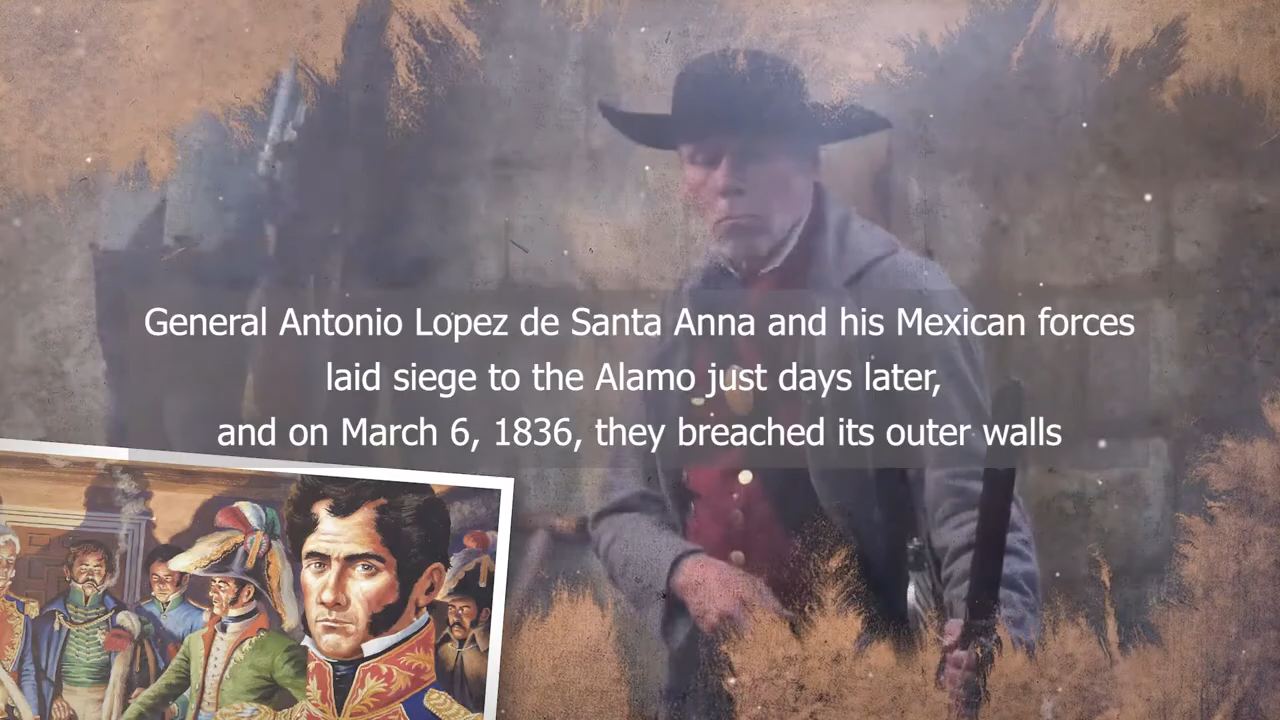 General Antonio Lopez de Santa Anna and his Mexican forces
laid siege to the Alamo just days later,
and on March 6, 1836, they breached its outer walls